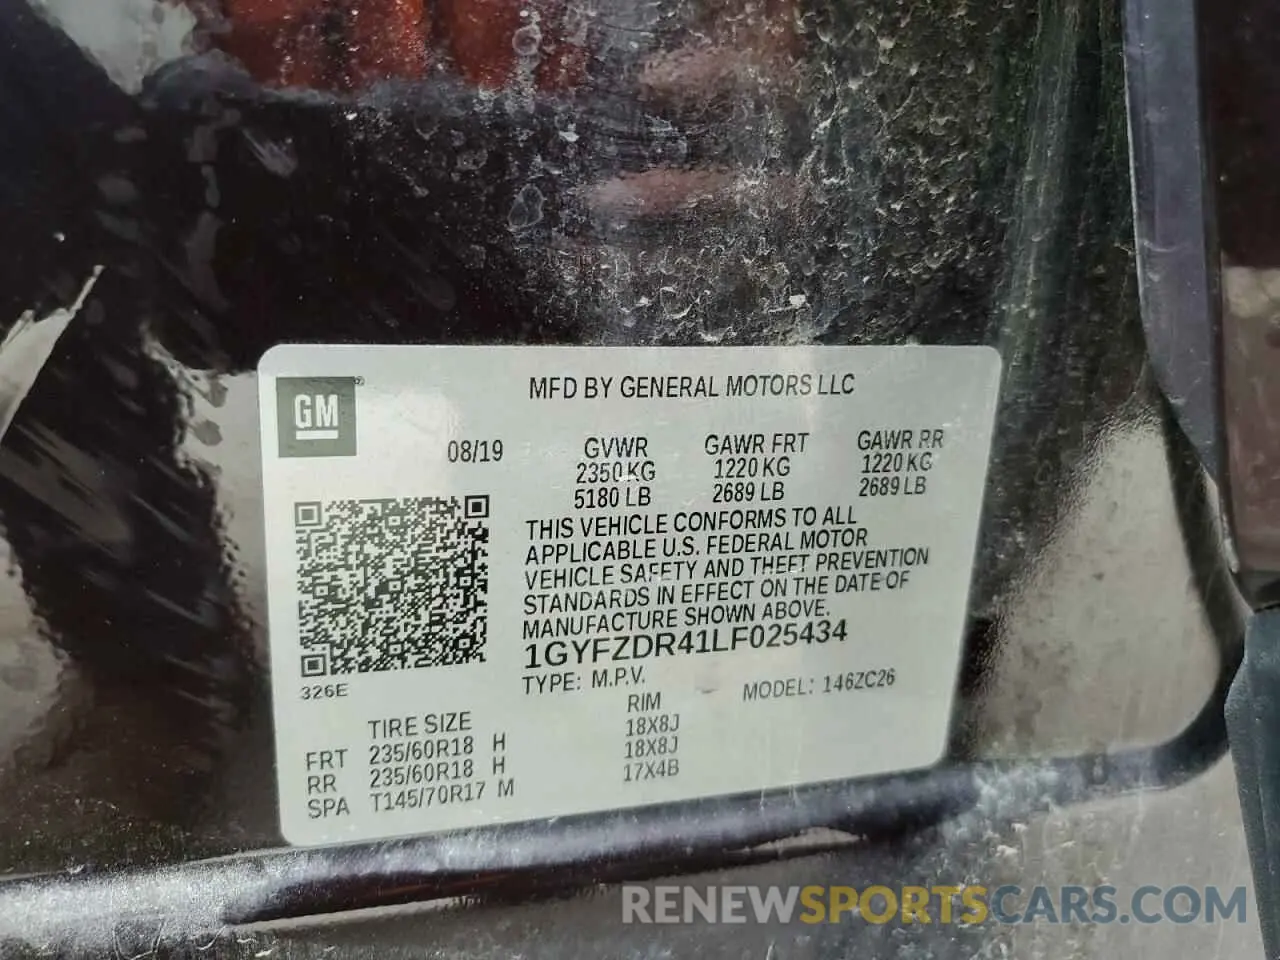 MFD BY GENERAL MOTORS LLC
GM
®
08/19 GVWR GAWR FRT GAWR RR
2350 KG 1220 KG 1220 KG
5180 LB 2689 LB 2689 LB
THIS VEHICLE CONFORMS TO ALL
APPLICABLE U.S. FEDERAL MOTOR
VEHICLE SAFETY AND THEFT PREVENTION
STANDARDS IN EFFECT ON THE DATE OF
MANUFACTURE SHOWN ABOVE.
1GYFZDR41LF025434
326E
TYPE: M.P.V. MODEL: 146ZC26
TIRE SIZE RIM
FRT 235/60R18 H 18X8J
RR 235/60R18 H 18X8J
SPA T145/70R17 M 17X4B
RENEWSPORTSCARS.COM